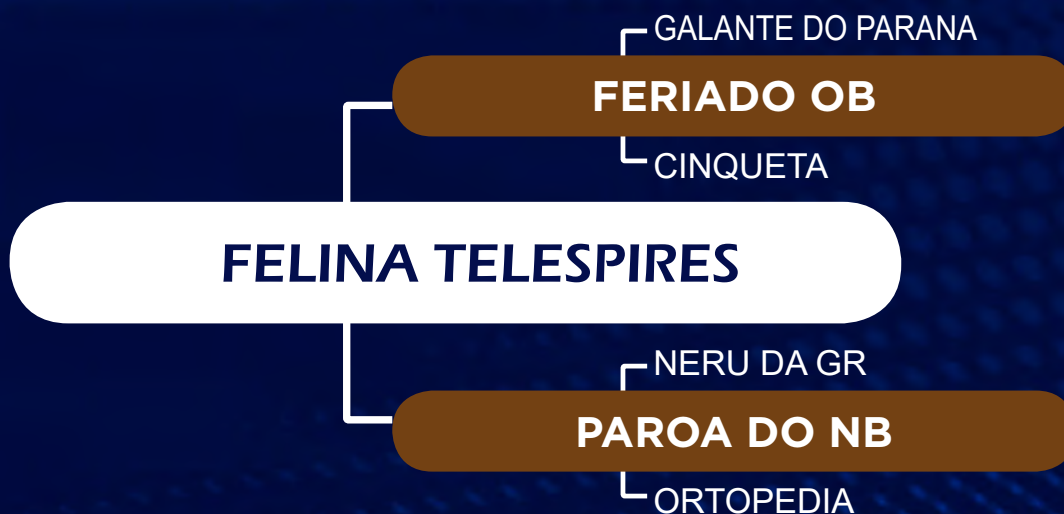 GALANTE DO PARANA
FERIADO OB
CINQUETA
FELINA TELESPIRES
NERU DA GR
PAROA DO NB
ORTOPEDIA